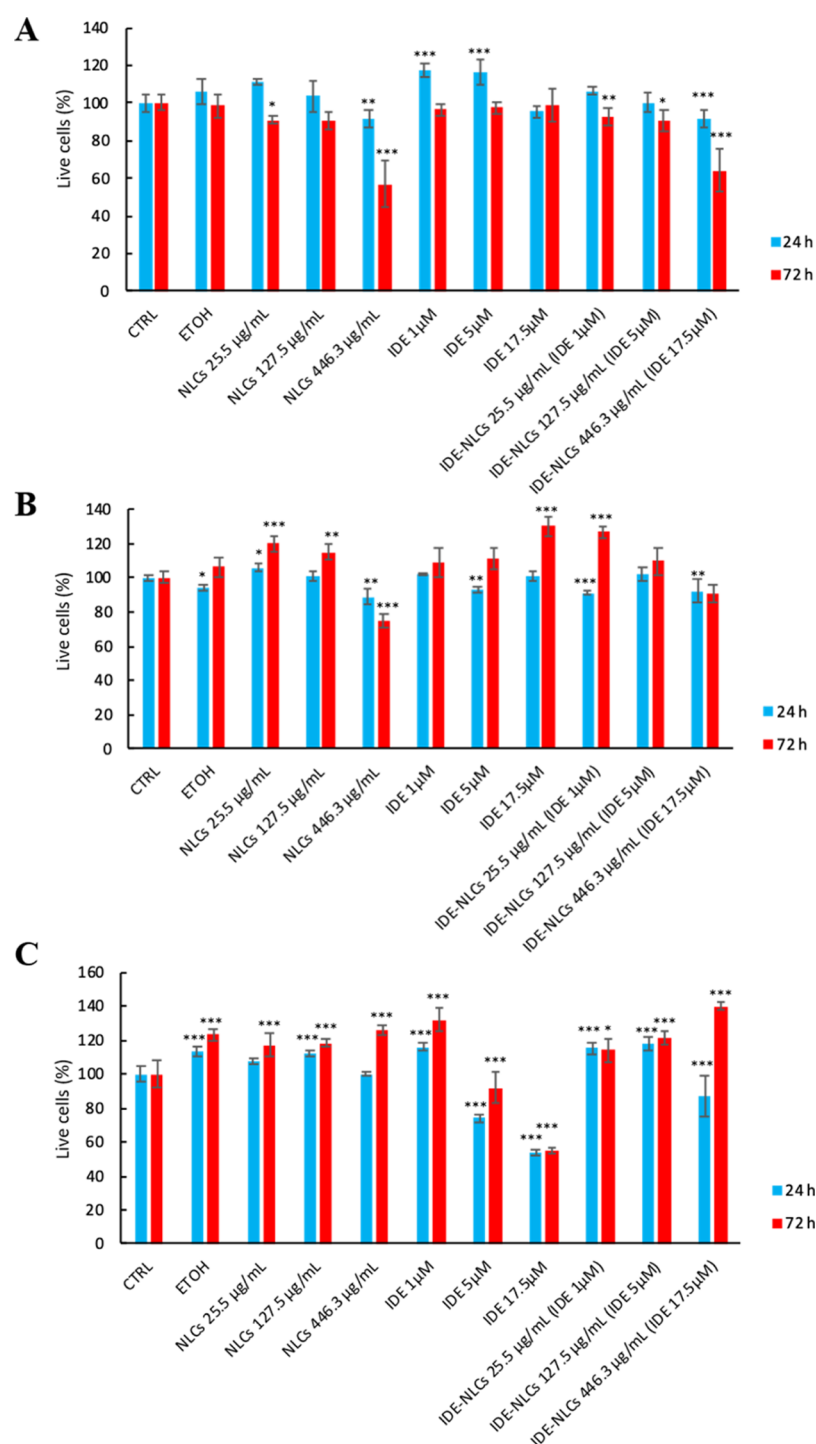 A
140
120
100
80
60
40
20
0
Live cells (%)
*** ***
** ** * ***
* ***
***
24 h
72 h
CTRL
ETOH
NLCs 25.5 µg/mL
NLCs 127.5 µg/mL
NLCs 446.3 µg/mL
IDE 1µM
IDE 5µM
IDE 17.5µM
IDE-NLCs 25.5 µg/mL (IDE 1µM)
IDE-NLCs 127.5 µg/mL (IDE 5µM)
IDE-NLCs 446.3 µg/mL (IDE 17.5µM)
B
140
120
100
80
60
40
20
0
Live cells (%)
* * *** ** ** *** ** *** *** *** **
24 h
72 h
CTRL
ETOH
NLCs 25.5 µg/mL
NLCs 127.5 µg/mL
NLCs 446.3 µg/mL
IDE 1µM
IDE 5µM
IDE 17.5µM
IDE-NLCs 25.5 µg/mL (IDE 1µM)
IDE-NLCs 127.5 µg/mL (IDE 5µM)
IDE-NLCs 446.3 µg/mL (IDE 17.5µM)
C
160
140
120
100
80
60
40
20
0
Live cells (%)
*** *** *** *** *** *** *** *** *** *** *** *** *** * *** *** *** ***
24 h
72 h
CTRL
ETOH
NLCs 25.5 µg/mL
NLCs 127.5 µg/mL
NLCs 446.3 µg/mL
IDE 1µM
IDE 5µM
IDE 17.5µM
IDE-NLCs 25.5 µg/mL (IDE 1µM)
IDE-NLCs 127.5 µg/mL (IDE 5µM)
IDE-NLCs 446.3 µg/mL (IDE 17.5µM)